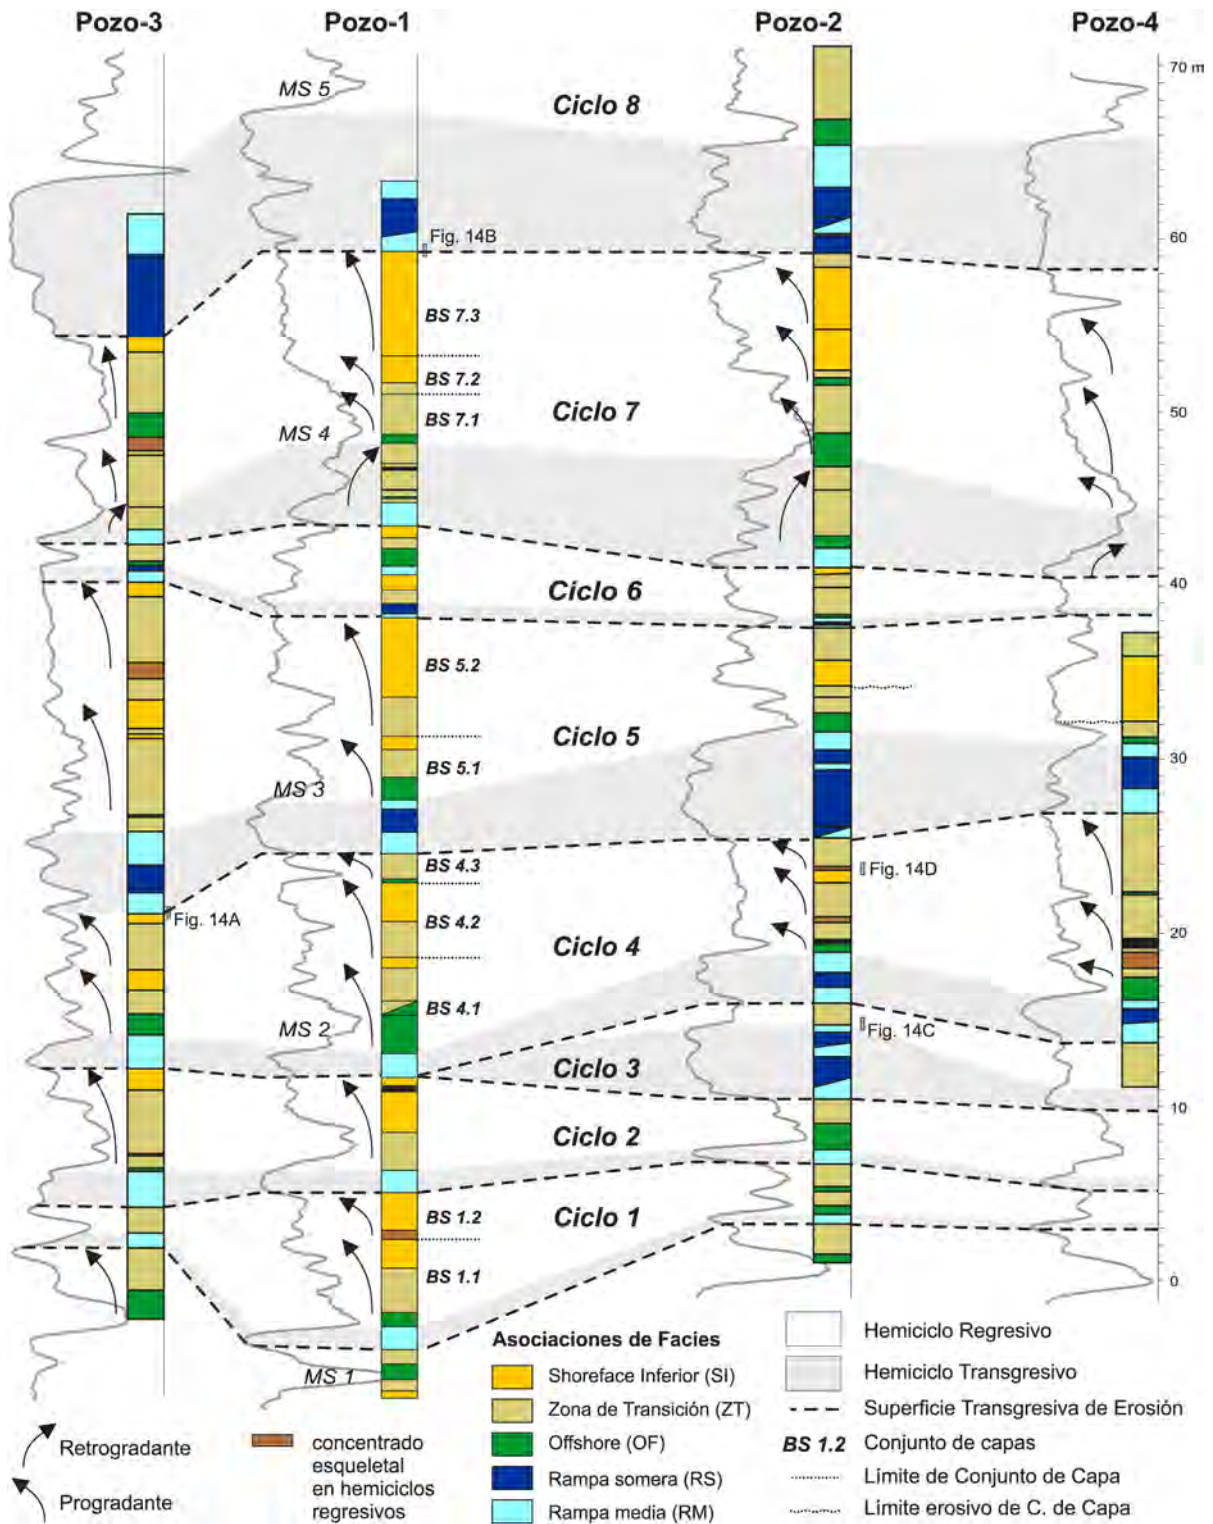 Pozo-3
Pozo-1
Pozo-2
Pozo-4
70 m
MS 5
Ciclo 8
Fig. 14B
60
BS 7.3
BS 7.2
50
Ciclo 7
BS 7.1
MS 4
40
Ciclo 6
BS 5.2
Ciclo 5
30
BS 5.1
MS 3
BS 4.3
Fig. 14D
Fig. 14A
BS 4.2
20
Ciclo 4
BS 4.1
MS 2
Fig. 14C
Ciclo 3
10
Ciclo 2
BS 1.2
Ciclo 1
BS 1.1
0
MS 1
Asociaciones de Facies
Shoreface Inferior (SI)
Zona de Transición (ZT)
Offshore (OF)
Rampa somera (RS)
Rampa media (RM)
Hemiciclo Regresivo
Hemiciclo Transgresivo
Superficie Transgresiva de Erosión
BS 1.2 Conjunto de capas
Límite de Conjunto de Capa
Limite erosivo de C. de Capa
Retrogradante
Progradante
concentrado
esqueletal
en hemiciclos
regresivos